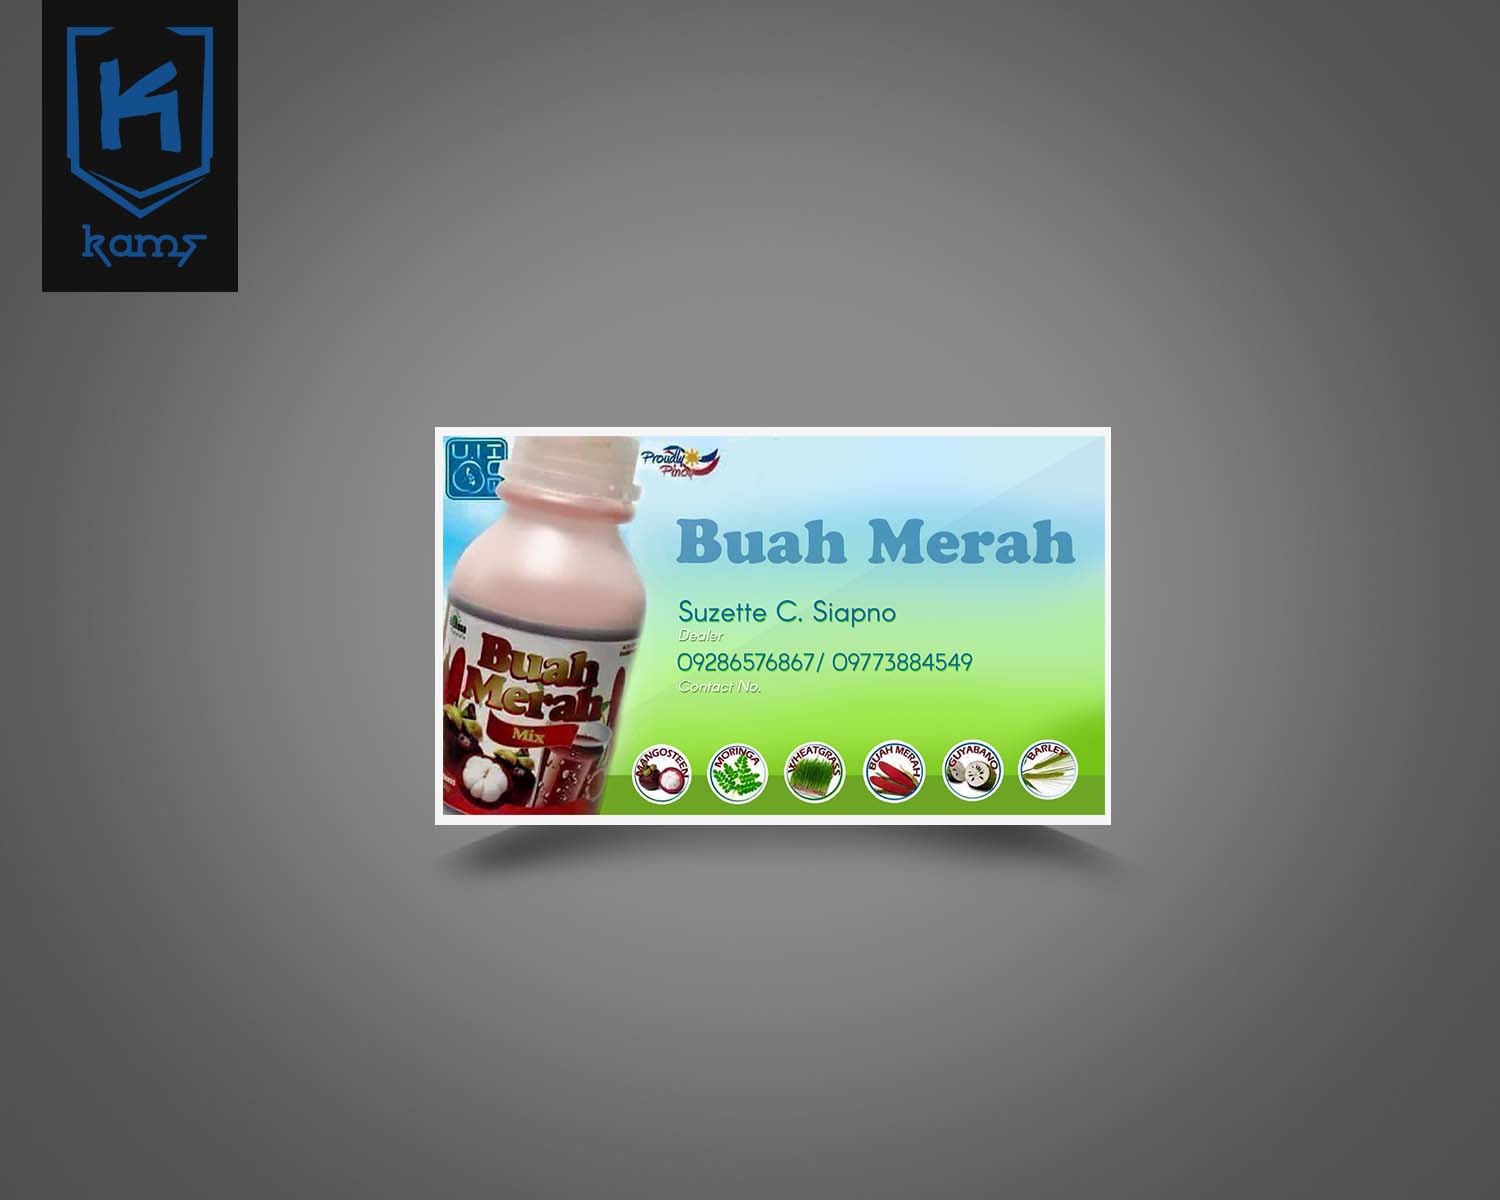 K
kams
Proudly
Pinoy
Buah Merah
Suzette C. Siapno
Dealer
09286576867/ 09773884549
Contact No.
Buah
Merah
Mix
MANGOSTEEN
MORINGA
WHEATGRASS
BUAH MERAH
GUYABANO
BARLEY